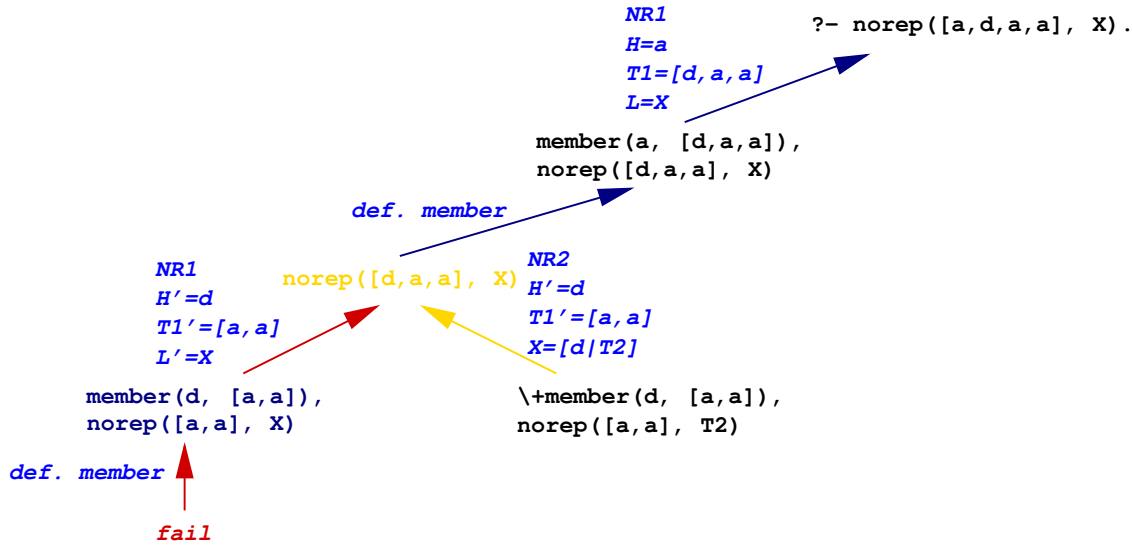 NR1
H=a
T1=[d,a,a]
L=X
?− norep([a,d,a,a], X).
member(a, [d,a,a]),
norep([d,a,a], X)
def. member
NR1
H’=d
T1’=[a,a]
L’=X
norep([d,a,a], X)
NR2
H’=d
T1’=[a,a]
X=[d|T2]
member(d, [a,a]),
norep([a,a], X)
\+member(d, [a,a]),
norep([a,a], T2)
def. member
fail